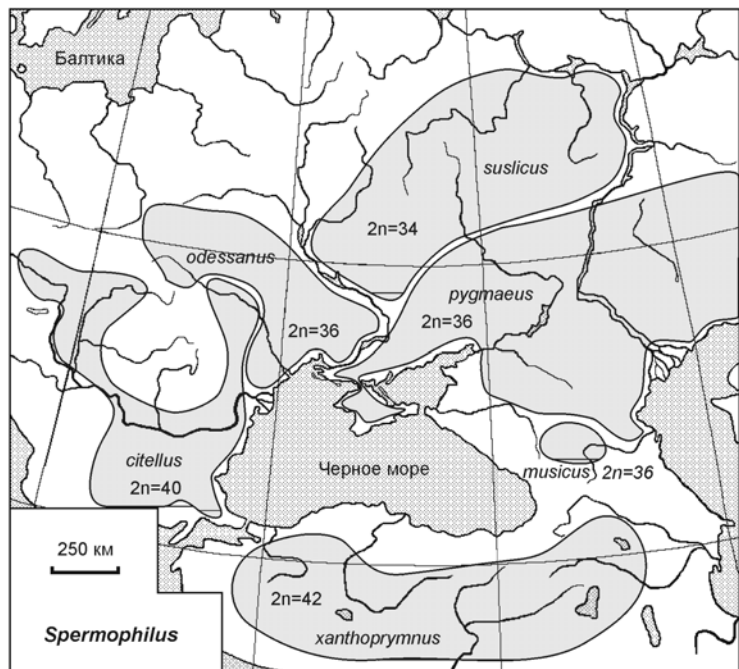 Балтика
suslicus
2n=34
odessanus
pygmaeus
2n=36
2n=36
citellus
2n=40
Черное море
musicus 2n=36
250 км
2n=42
Spermophilus
xanthoprymnus